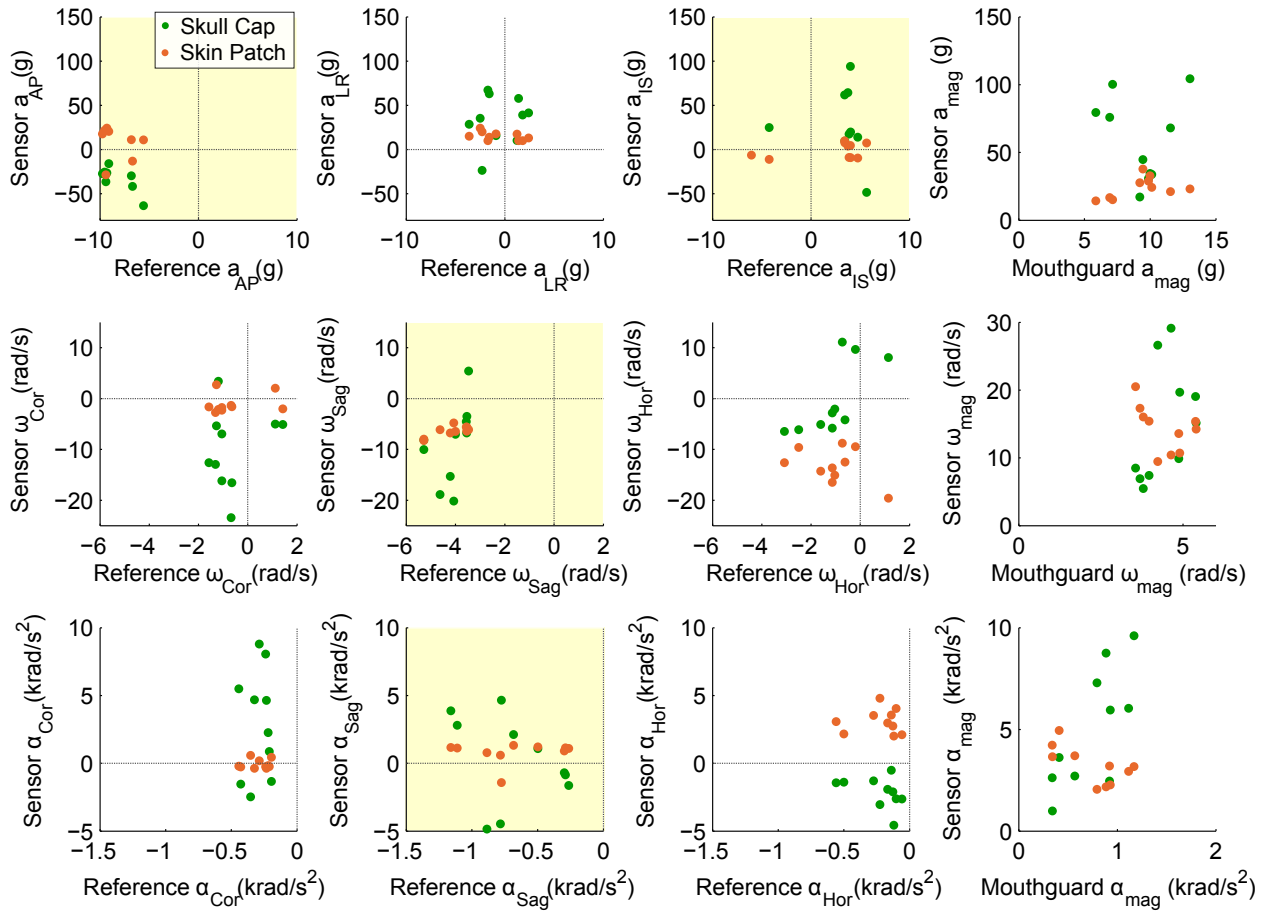 Skull Cap
Skin Patch
Sensor a_AP(g)
150
100
50
0
−50
−10 0 10
Reference a_AP(g)
Sensor a_LR(g)
150
100
50
0
−50
−10 0 10
Reference a_LR(g)
Sensor a_IS(g)
150
100
50
0
−50
−10 0 10
Reference a_IS(g)
Sensor a_mag (g)
150
100
50
0
0 5 10 15
Mouthguard a_mag (g)
Sensor ω_Cor(rad/s)
10
0
−10
−20
−6 −4 −2 0 2
Reference ω_Cor(rad/s)
Sensor ω_Sag(rad/s)
10
0
−10
−20
−6 −4 −2 0 2
Reference ω_Sag(rad/s)
Sensor ω_Hor(rad/s)
10
0
−10
−20
−6 −4 −2 0 2
Reference ω_Hor(rad/s)
Sensor ω_mag (rad/s)
30
20
10
0
0 5
Mouthguard ω_mag (rad/s)
Sensor α_Cor(krad/s²)
10
5
0
−5
−1.5 −1 −0.5 0
Reference α_Cor(krad/s²)
Sensor α_Sag(krad/s²)
10
5
0
−5
−1.5 −1 −0.5 0
Reference α_Sag(krad/s²)
Sensor α_Hor(krad/s²)
10
5
0
−5
−1.5 −1 −0.5 0
Reference α_Hor(krad/s²)
Sensor α_mag (krad/s²)
10
5
0
0 1 2
Mouthguard α_mag (krad/s²)